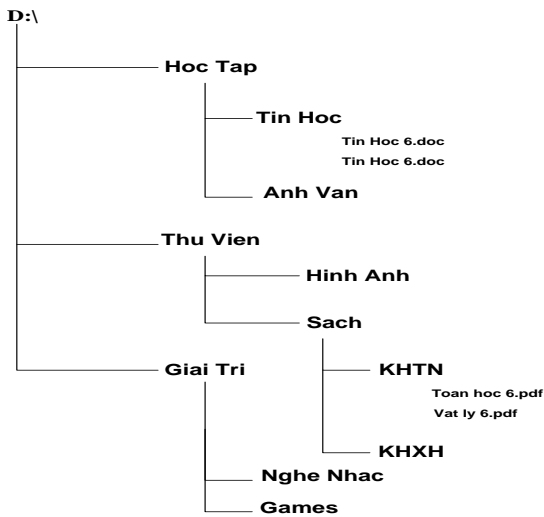 D:\
Hoc Tap
Tin Hoc
Tin Hoc 6.doc
Tin Hoc 6.doc
Anh Van
Thu Vien
Hinh Anh
Sach
Giai Tri
KHTN
Toan hoc 6.pdf
Vat ly 6.pdf
KHXH
Nghe Nhac
Games